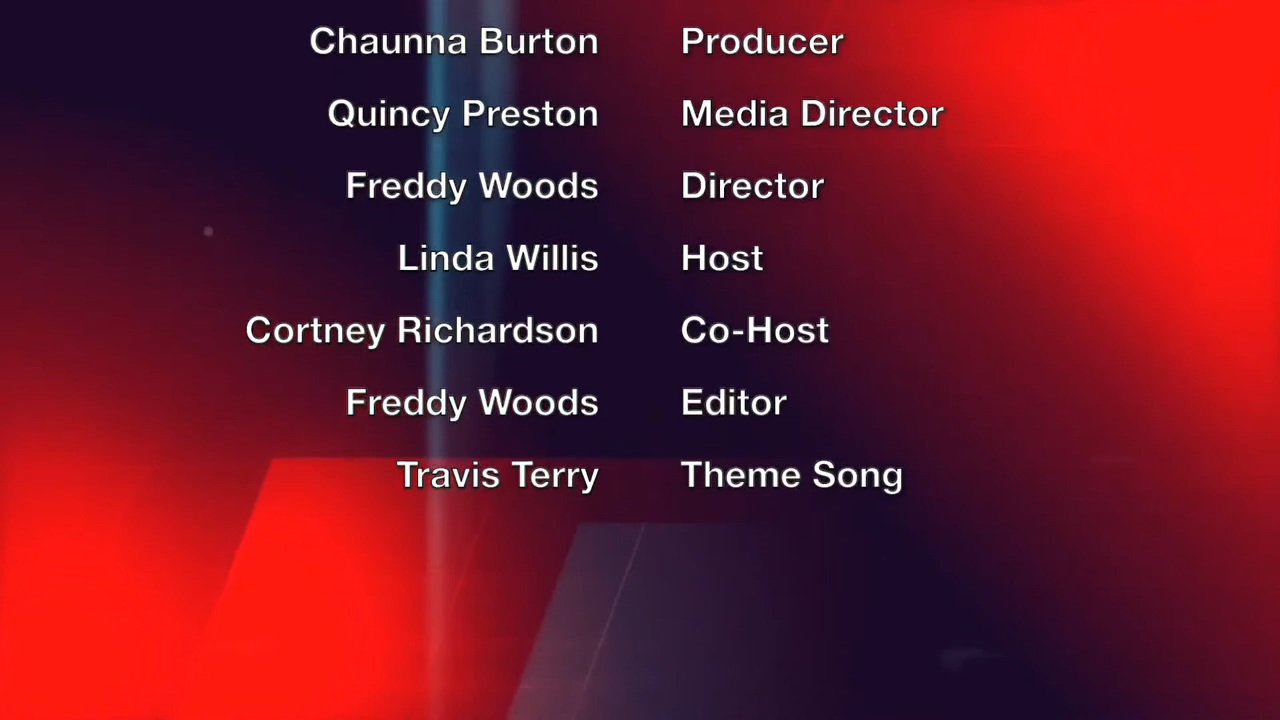 Chaunna Burton Producer
Quincy Preston Media Director
Freddy Woods Director
Linda Willis Host
Cortney Richardson Co-Host
Freddy Woods Editor
Travis Terry Theme Song